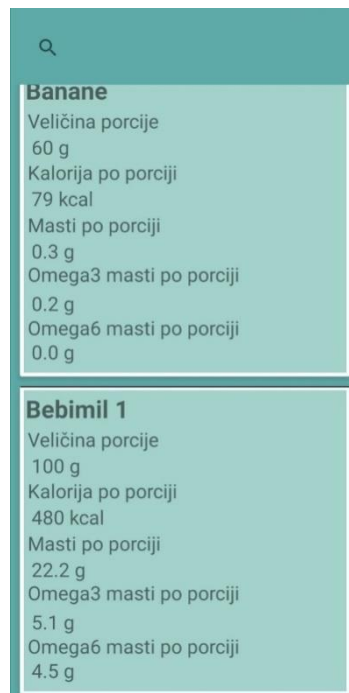 Banane
Veličina porcije
60 g
Kalorija po porciji
79 kcal
Masti po porciji
0.3 g
Omega3 masti po porciji
0.2 g
Omega6 masti po porciji
0.0 g
Bebimil 1
Veličina porcije
100 g
Kalorija po porciji
480 kcal
Masti po porciji
22.2 g
Omega3 masti po porciji
5.1 g
Omega6 masti po porciji
4.5 g